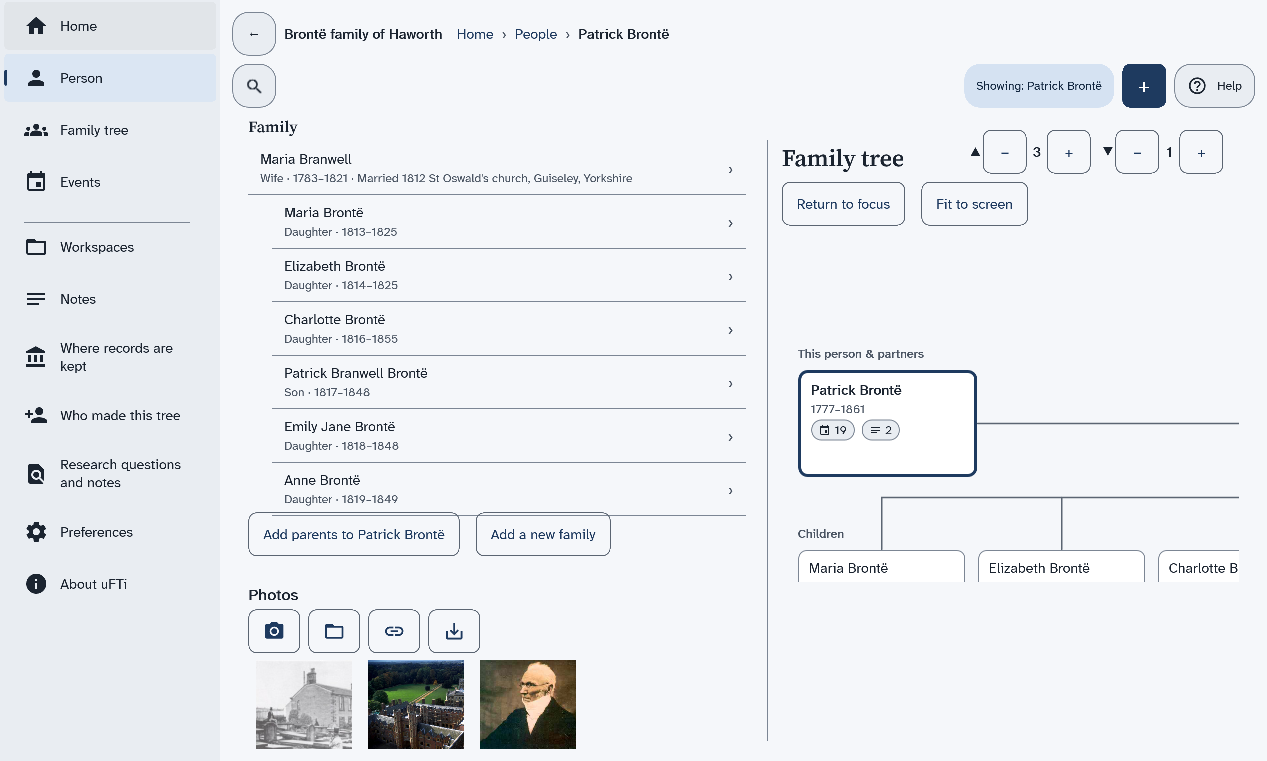 Home
Person
Family tree
Events
Workspaces
Notes
Where records are
kept
Who made this tree
Research questions
and notes
Preferences
About uFTi
← Brontë family of Haworth Home › People › Patrick Brontë
Showing: Patrick Brontë + Help
Family
Maria Branwell ›
Wife · 1783–1821 · Married 1812 St Oswald's church, Guiseley, Yorkshire
Maria Brontë ›
Daughter · 1813–1825
Elizabeth Brontë ›
Daughter · 1814–1825
Charlotte Brontë ›
Daughter · 1816–1855
Patrick Branwell Brontë ›
Son · 1817–1848
Emily Jane Brontë ›
Daughter · 1818–1848
Anne Brontë ›
Daughter · 1819–1849
Add parents to Patrick Brontë Add a new family
Photos
Family tree ▲ − 3 + ▼ − 1 +
Return to focus Fit to screen
This person & partners
Patrick Brontë
1777–1861
19 2
Children
Maria Brontë Elizabeth Brontë Charlotte B